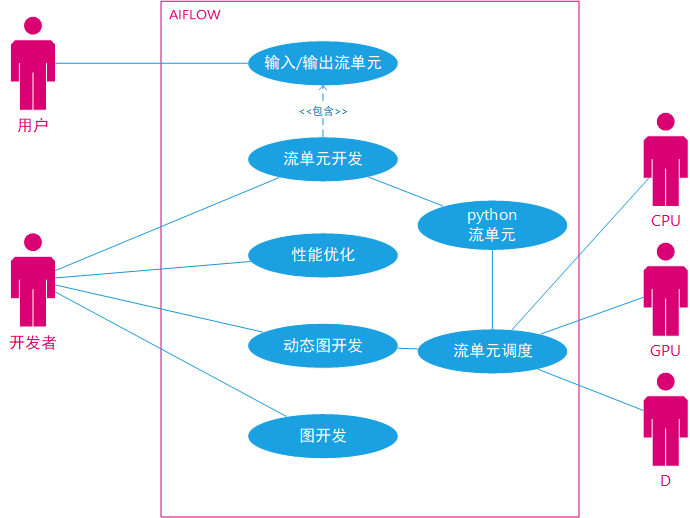 AIFLOW
输入/输出流单元
用户
<<包含>>
流单元开发
python
流单元
CPU
性能优化
开发者
动态图开发
流单元调度
GPU
图开发
D